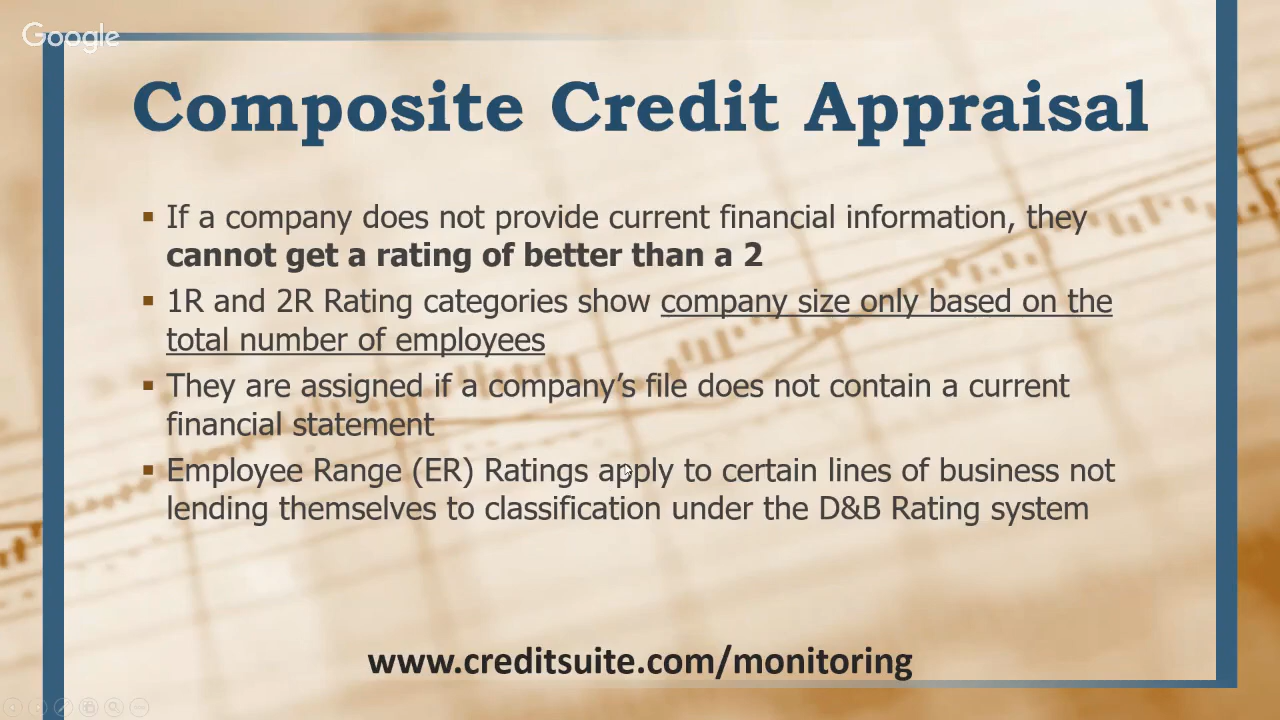 Google
Composite Credit Appraisal
▪ If a company does not provide current financial information, they
cannot get a rating of better than a 2
▪ 1R and 2R Rating categories show company size only based on the
total number of employees
▪ They are assigned if a company’s file does not contain a current
financial statement
▪ Employee Range (ER) Ratings apply to certain lines of business not
lending themselves to classification under the D&B Rating system
www.creditsuite.com/monitoring